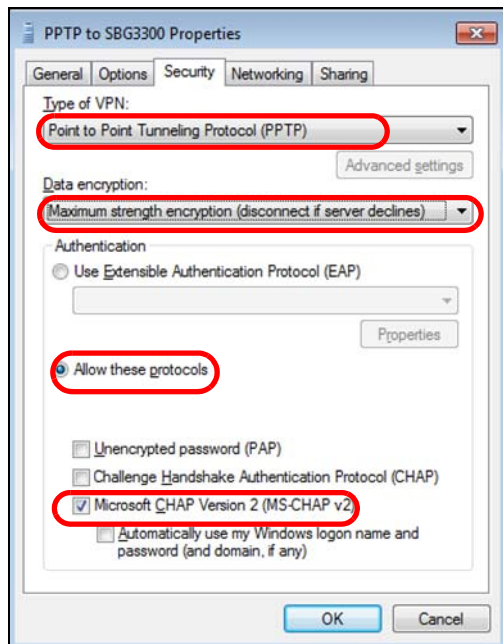 PPTP to SBG3300 Properties
General Options Security Networking Sharing
Type of VPN:
Point to Point Tunneling Protocol (PPTP)
Advanced settings
Data encryption:
Maximum strength encryption (disconnect if server declines)
Authentication
Use Extensible Authentication Protocol (EAP)
Properties
Allow these protocols
Unencrypted password (PAP)
Challenge Handshake Authentication Protocol (CHAP)
Microsoft CHAP Version 2 (MS-CHAP v2)
Automatically use my Windows logon name and
password (and domain, if any)
OK Cancel